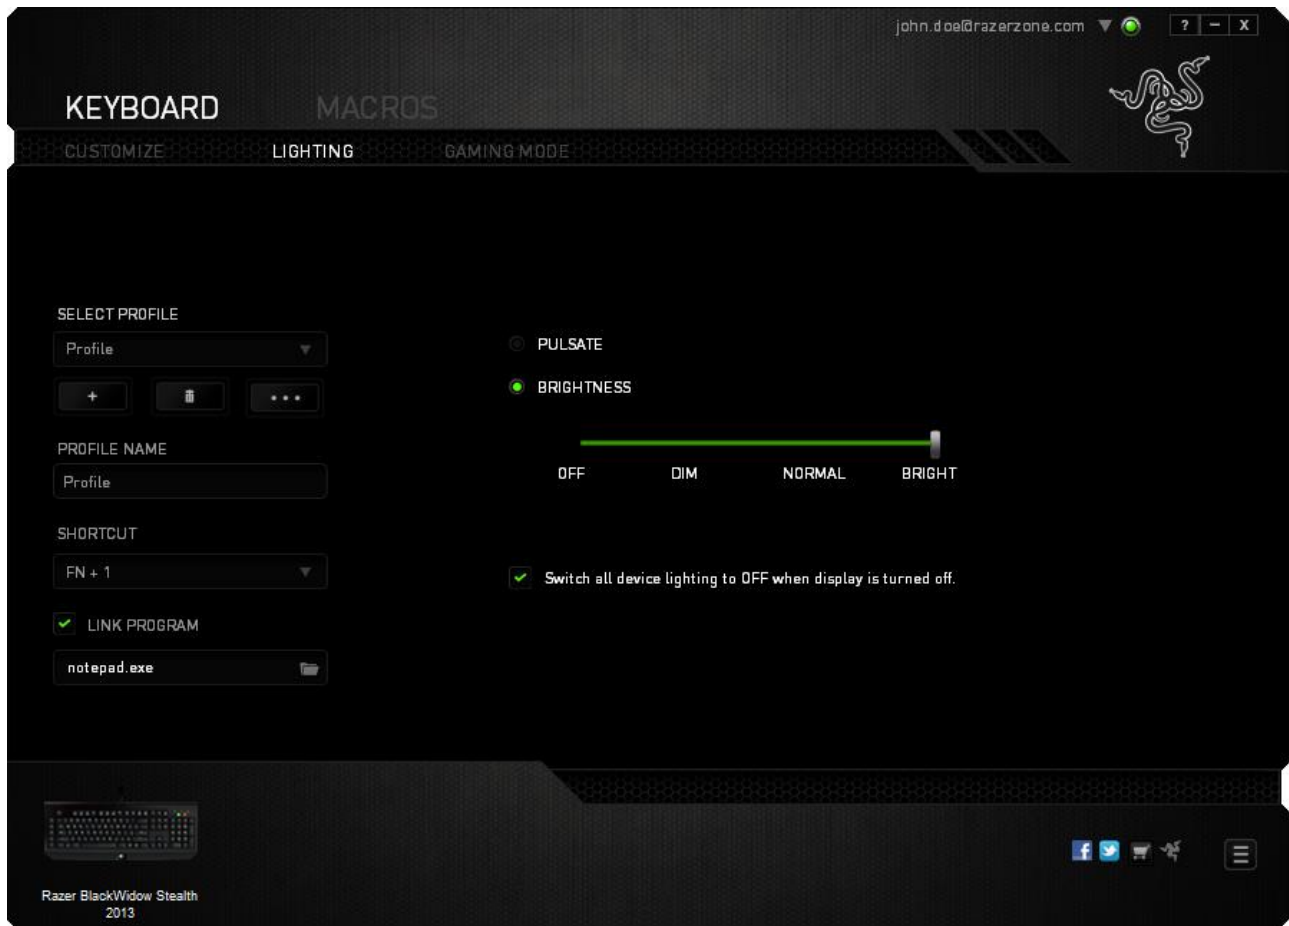 john.doe@razerzone.com
? – X
KEYBOARD MACROS
CUSTOMIZE LIGHTING GAMING MODE
SELECT PROFILE
Profile
PULSATE
BRIGHTNESS
PROFILE NAME
Profile
OFF DIM NORMAL BRIGHT
SHORTCUT
FN + 1
Switch all device lighting to OFF when display is turned off.
LINK PROGRAM
notepad.exe
Razer BlackWidow Stealth
2013